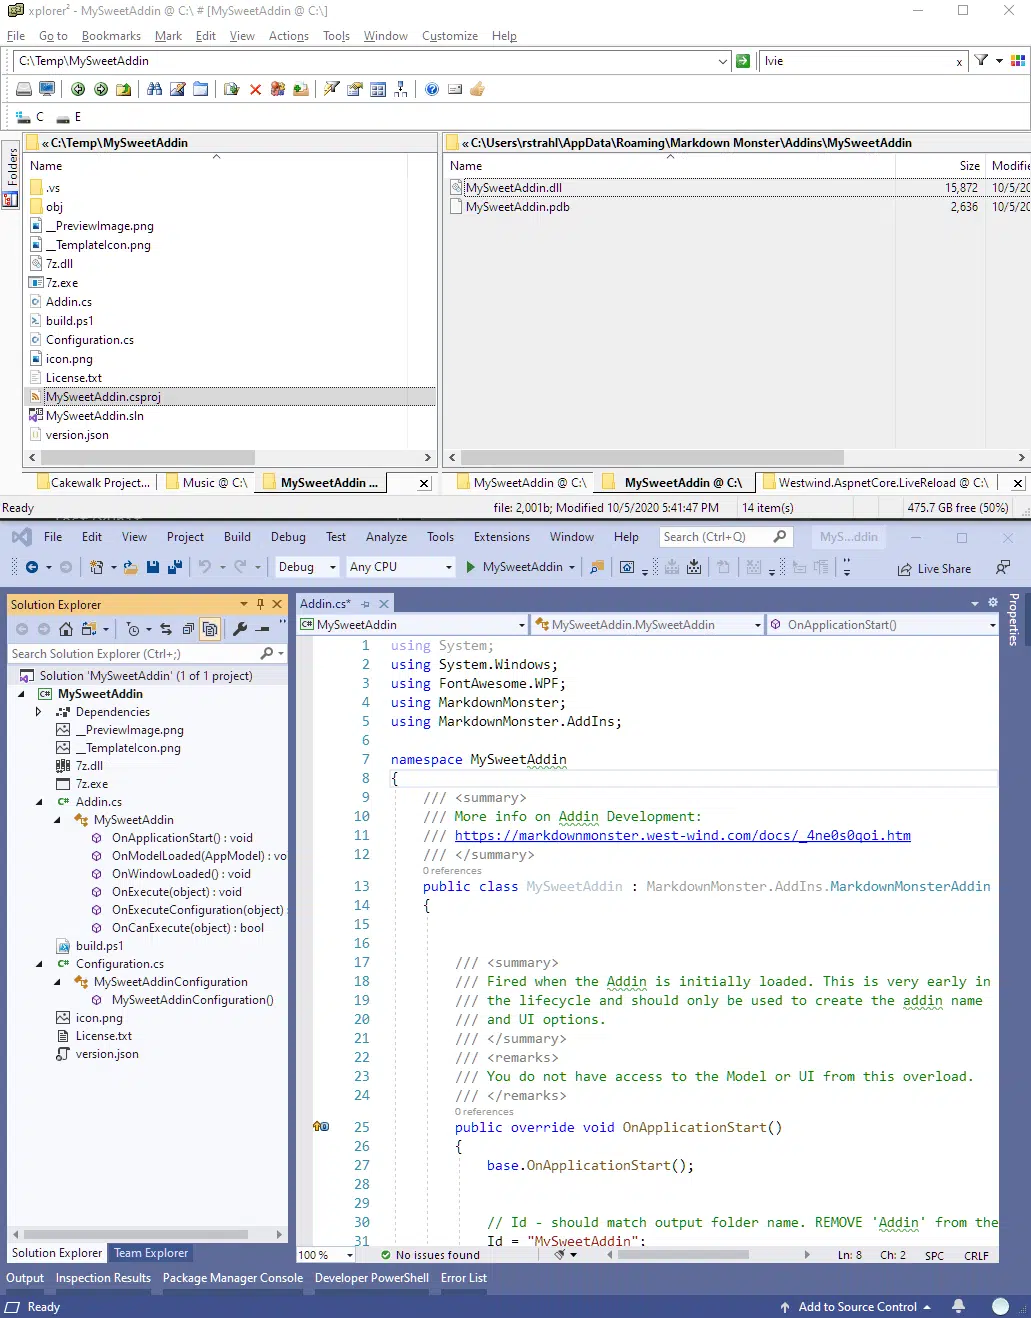 xplorer² - MySweetAddin @ C:\ # [MySweetAddin @ C:\]
File Go to Bookmarks Mark Edit View Actions Tools Window Customize Help
C:\Temp\MySweetAddin
lvie x
C E
Folders
« C:\Temp\MySweetAddin
Name
.vs
obj
__PreviewImage.png
__TemplateIcon.png
7z.dll
7z.exe
Addin.cs
build.ps1
Configuration.cs
icon.png
License.txt
MySweetAddin.csproj
MySweetAddin.sln
version.json
« C:\Users\rstrahl\AppData\Roaming\Markdown Monster\Addins\MySweetAddin
Name Size Modifie
MySweetAddin.dll 15,872 10/5/20
MySweetAddin.pdb 2,636 10/5/20
Cakewalk Project... Music @ C:\ MySweetAddin ...
MySweetAddin @ C:\ MySweetAddin @ C:\ Westwind.AspnetCore.LiveReload @ C:\
Ready file: 2,001b; Modified 10/5/2020 5:41:47 PM 14 item(s) 475.7 GB free (50%)
File Edit View Project Build Debug Test Analyze Tools Extensions Window Help Search (Ctrl+Q) MyS...ddin
Debug Any CPU MySweetAddin Live Share
Solution Explorer
Search Solution Explorer (Ctrl+;)
Solution 'MySweetAddin' (1 of 1 project)
MySweetAddin
Dependencies
__PreviewImage.png
__TemplateIcon.png
7z.dll
7z.exe
Addin.cs
MySweetAddin
OnApplicationStart() : void
OnModelLoaded(AppModel) : vo
OnWindowLoaded() : void
OnExecute(object) : void
OnExecuteConfiguration(object) :
OnCanExecute(object) : bool
build.ps1
Configuration.cs
MySweetAddinConfiguration
MySweetAddinConfiguration()
icon.png
License.txt
version.json
Solution Explorer Team Explorer
Addin.cs*
MySweetAddin MySweetAddin.MySweetAddin OnApplicationStart()
Properties
1 using System;
2 using System.Windows;
3 using FontAwesome.WPF;
4 using MarkdownMonster;
5 using MarkdownMonster.AddIns;
6
7 namespace MySweetAddin
8 {
9 /// <summary>
10 /// More info on Addin Development:
11 /// https://markdownmonster.west-wind.com/docs/_4ne0s0qoi.htm
12 /// </summary>
0 references
13 public class MySweetAddin : MarkdownMonster.AddIns.MarkdownMonsterAddin
14 {
15
16
17 /// <summary>
18 /// Fired when the Addin is initially loaded. This is very early in
19 /// the lifecycle and should only be used to create the addin name
20 /// and UI options.
21 /// </summary>
22 /// <remarks>
23 /// You do not have access to the Model or UI from this overload.
24 /// </remarks>
0 references
25 public override void OnApplicationStart()
26 {
27 base.OnApplicationStart();
28
29
30 // Id - should match output folder name. REMOVE 'Addin' from the
31 Id = "MySweetAddin";
100 % No issues found Ln: 8 Ch: 2 SPC CRLF
Output Inspection Results Package Manager Console Developer PowerShell Error List
Ready Add to Source Control